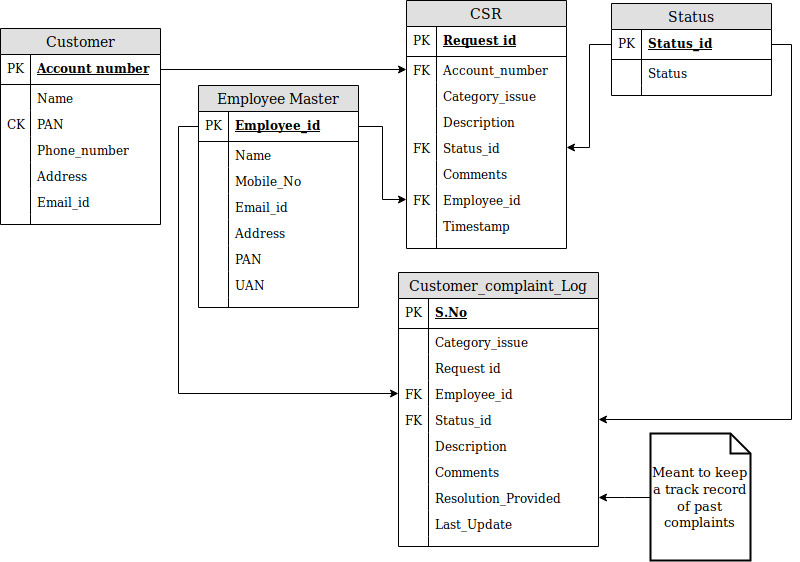 Customer
PK Account number
Name
CK PAN
Phone_number
Address
Email_id
Employee Master
PK Employee_id
Name
Mobile_No
Email_id
Address
PAN
UAN
CSR
PK Request id
FK Account_number
Category_issue
Description
FK Status_id
Comments
FK Employee_id
Timestamp
Status
PK Status_id
Status
Customer_complaint_Log
PK S.No
Category_issue
Request id
FK Employee_id
FK Status_id
Description
Comments
Resolution_Provided
Last_Update
Meant to keep
a track record
of past
complaints